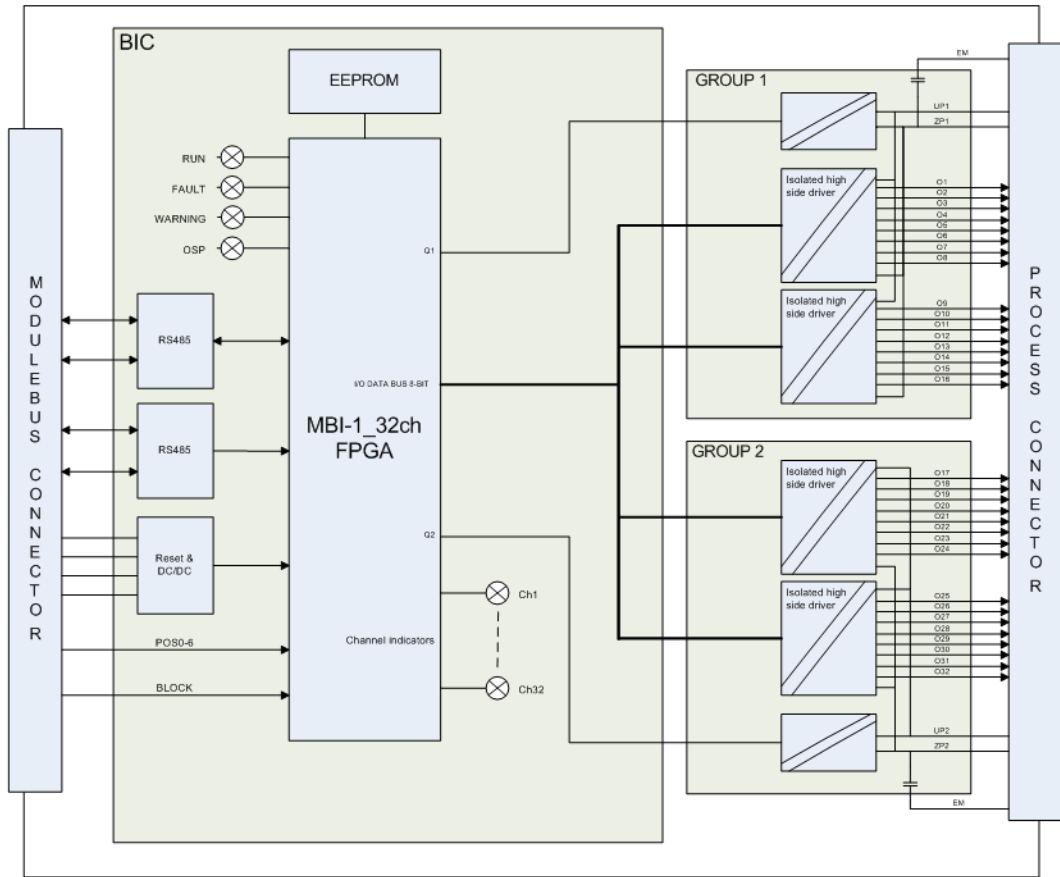 BIC
EEPROM
RUN
FAULT
WARNING
OSP
MODULEBUS CONNECTOR
RS485
RS485
Reset &
DC/DC
POS0-6
BLOCK
Q1
I/O DATA BUS 8-BIT
MBI-1_32ch
FPGA
Q2
Ch1
Channel indicators
Ch32
GROUP 1
EM
UP1
ZP1
Isolated high
side driver
O1
O2
O3
O4
O5
O6
O7
O8
Isolated high
side driver
O9
O10
O11
O12
O13
O14
O15
O16
GROUP 2
Isolated high
side driver
O17
O18
O19
O20
O21
O22
O23
O24
Isolated high
side driver
O25
O26
O27
O28
O29
O30
O31
O32
UP2
ZP2
EM
PROCESS CONNECTOR